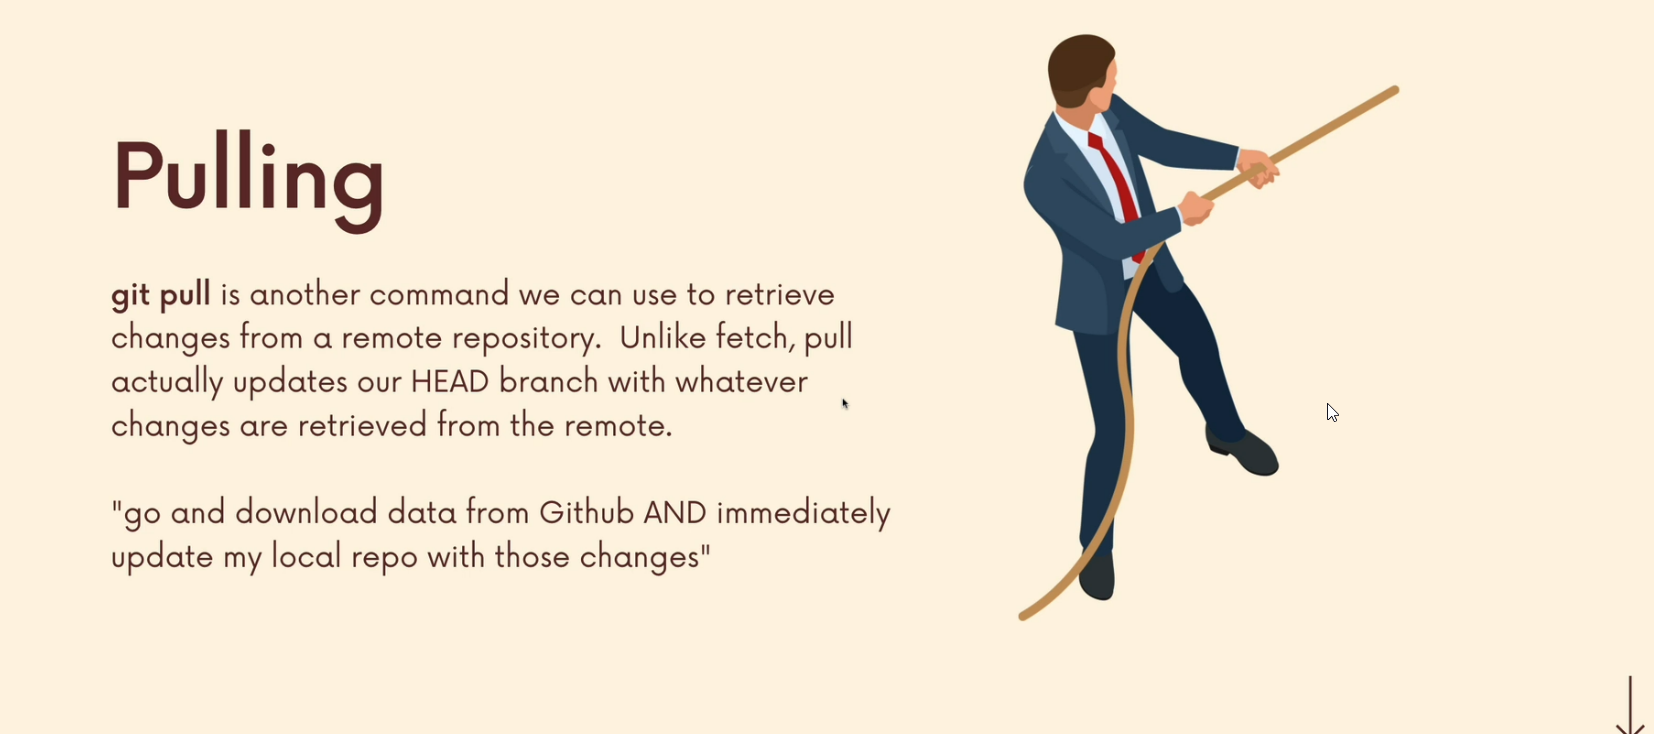 Pulling
git pull is another command we can use to retrieve
changes from a remote repository.  Unlike fetch, pull
actually updates our HEAD branch with whatever
changes are retrieved from the remote.
"go and download data from Github AND immediately
update my local repo with those changes"